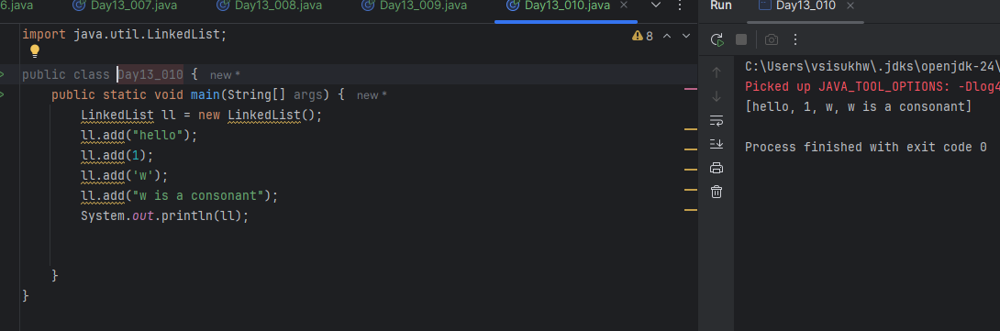 6.java Day13_007.java Day13_008.java Day13_009.java Day13_010.java
Run Day13_010
import java.util.LinkedList;
8
public class Day13_010 { new *
public static void main(String[] args) { new *
LinkedList ll = new LinkedList();
ll.add("hello");
ll.add(1);
ll.add('w');
ll.add("w is a consonant");
System.out.println(ll);
}
}
C:\Users\vsisukhw\.jdks\openjdk-24\
Picked up JAVA_TOOL_OPTIONS: -Dlog4
[hello, 1, w, w is a consonant]
Process finished with exit code 0